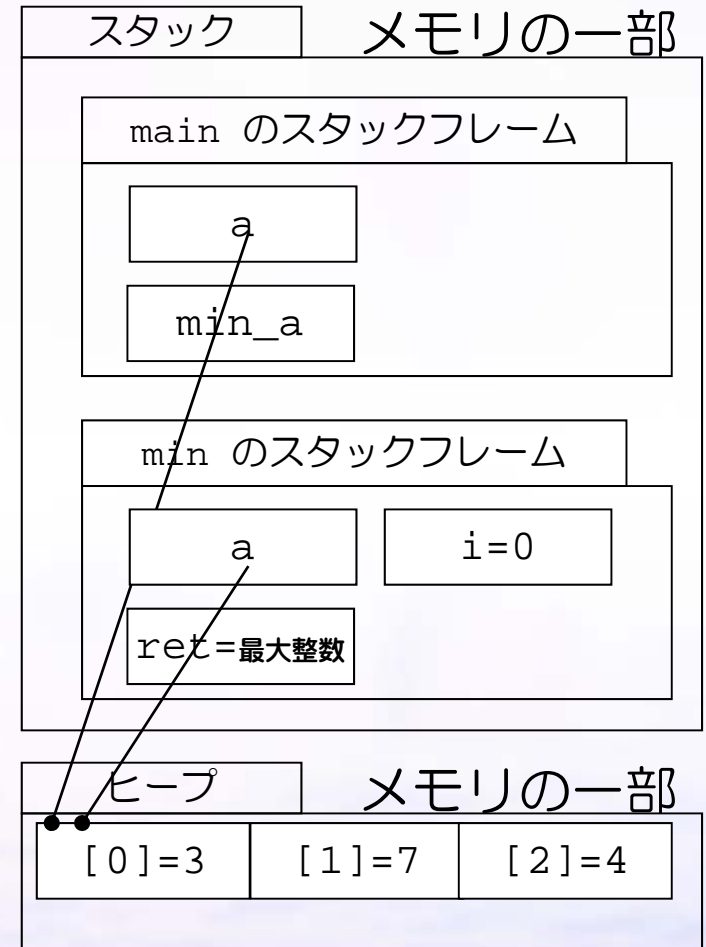 スタック
メモリの一部
main のスタックフレーム
a
min_a
min のスタックフレーム
a
i=0
ret=最大整数
ヒープ
メモリの一部
[0]=3
[1]=7
[2]=4